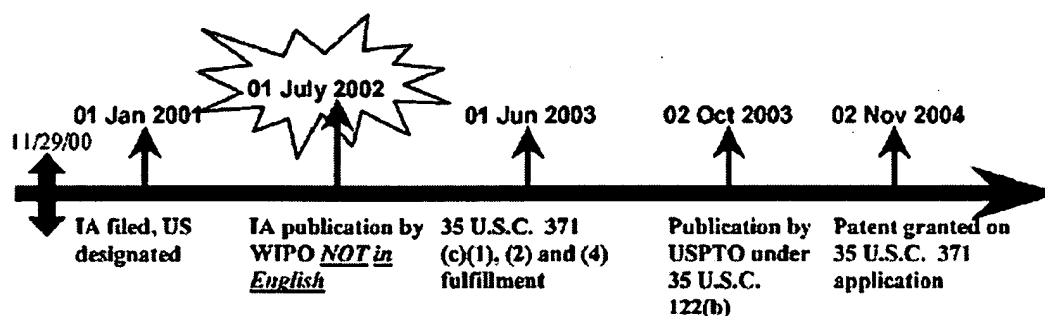 01 July 2002
01 Jan 2001
01 Jun 2003
02 Oct 2003
02 Nov 2004
11/29/00
IA filed, US
designated
IA publication by
WIPO NOT in
English
35 U.S.C. 371
(c)(1), (2) and (4)
fulfillment
Publication by
USPTO under
35 U.S.C.
122(b)
Patent granted on
35 U.S.C. 371
application